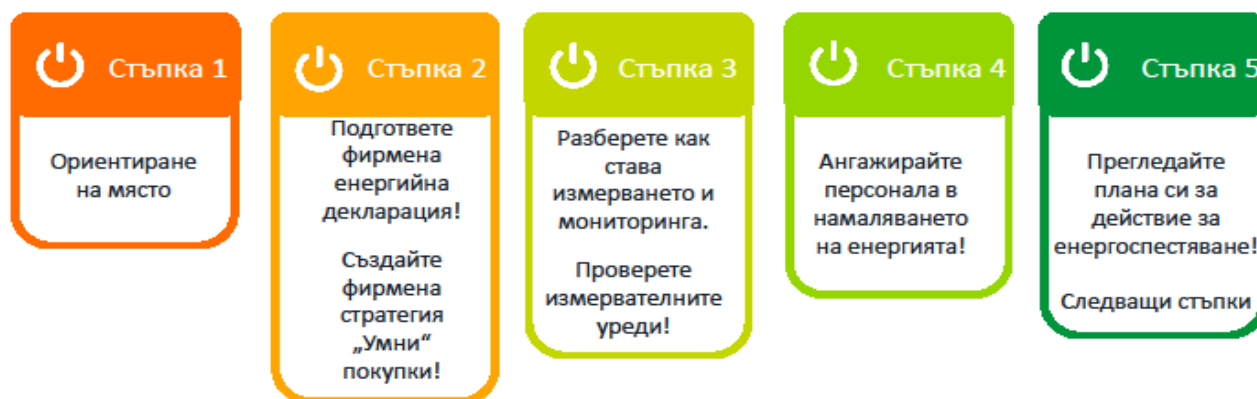 Стъпка 1
Ориентиране
на място
Стъпка 2
Подгответе
фирмена
енергийна
декларация!
Създайте
фирмена
стратегия
„Умни“
покупки!
Стъпка 3
Разберете как
става
измерването и
мониторинга.
Проверете
измервателните
уреди!
Стъпка 4
Ангажирайте
персонала в
намаляването
на енергията!
Стъпка 5
Прегледайте
плана си за
действие за
енергоспестяване!
Следващи стъпки